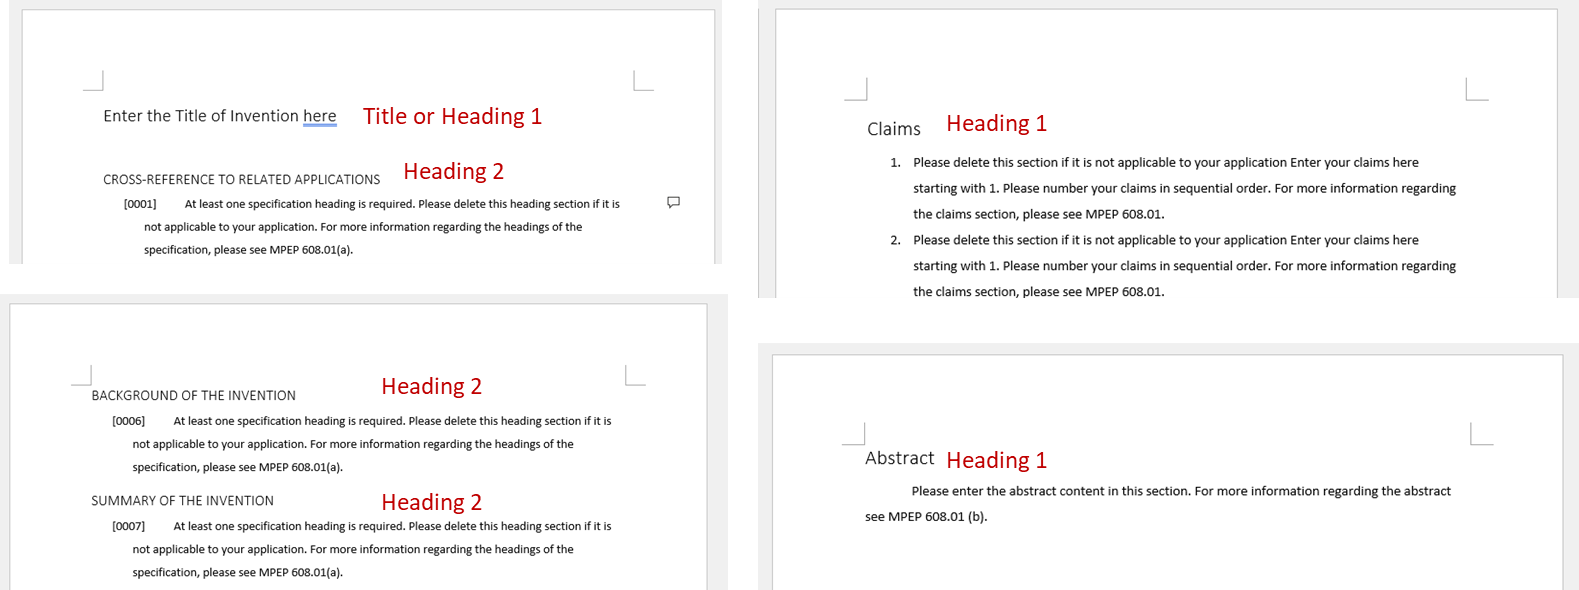 Enter the Title of Invention here Title or Heading 1
CROSS-REFERENCE TO RELATED APPLICATIONS Heading 2
[0001] At least one specification heading is required. Please delete this heading section if it is
not applicable to your application. For more information regarding the headings of the
specification, please see MPEP 608.01(a).
BACKGROUND OF THE INVENTION Heading 2
[0006] At least one specification heading is required. Please delete this heading section if it is
not applicable to your application. For more information regarding the headings of the
specification, please see MPEP 608.01(a).
SUMMARY OF THE INVENTION Heading 2
[0007] At least one specification heading is required. Please delete this heading section if it is
not applicable to your application. For more information regarding the headings of the
specification, please see MPEP 608.01(a).
Claims Heading 1
1. Please delete this section if it is not applicable to your application Enter your claims here
starting with 1. Please number your claims in sequential order. For more information regarding
the claims section, please see MPEP 608.01.
2. Please delete this section if it is not applicable to your application Enter your claims here
starting with 1. Please number your claims in sequential order. For more information regarding
the claims section, please see MPEP 608.01.
Abstract Heading 1
Please enter the abstract content in this section. For more information regarding the abstract
see MPEP 608.01 (b).